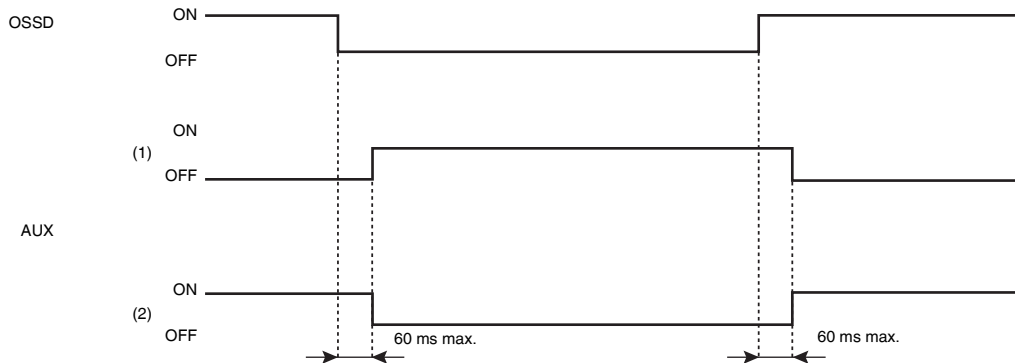 OSSD
ON
OFF
AUX
(1)
ON
OFF
(2)
ON
OFF
60 ms max.
60 ms max.